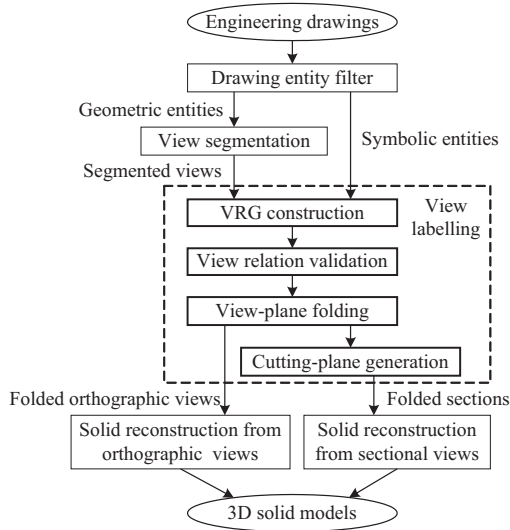 Engineering drawings
Drawing entity filter
Geometric entities
View segmentation
Symbolic entities
Segmented views
VRG construction
View
labelling
View relation validation
View-plane folding
Cutting-plane generation
Folded orthographic views
Folded sections
Solid reconstruction from
orthographic views
Solid reconstruction
from sectional views
3D solid models